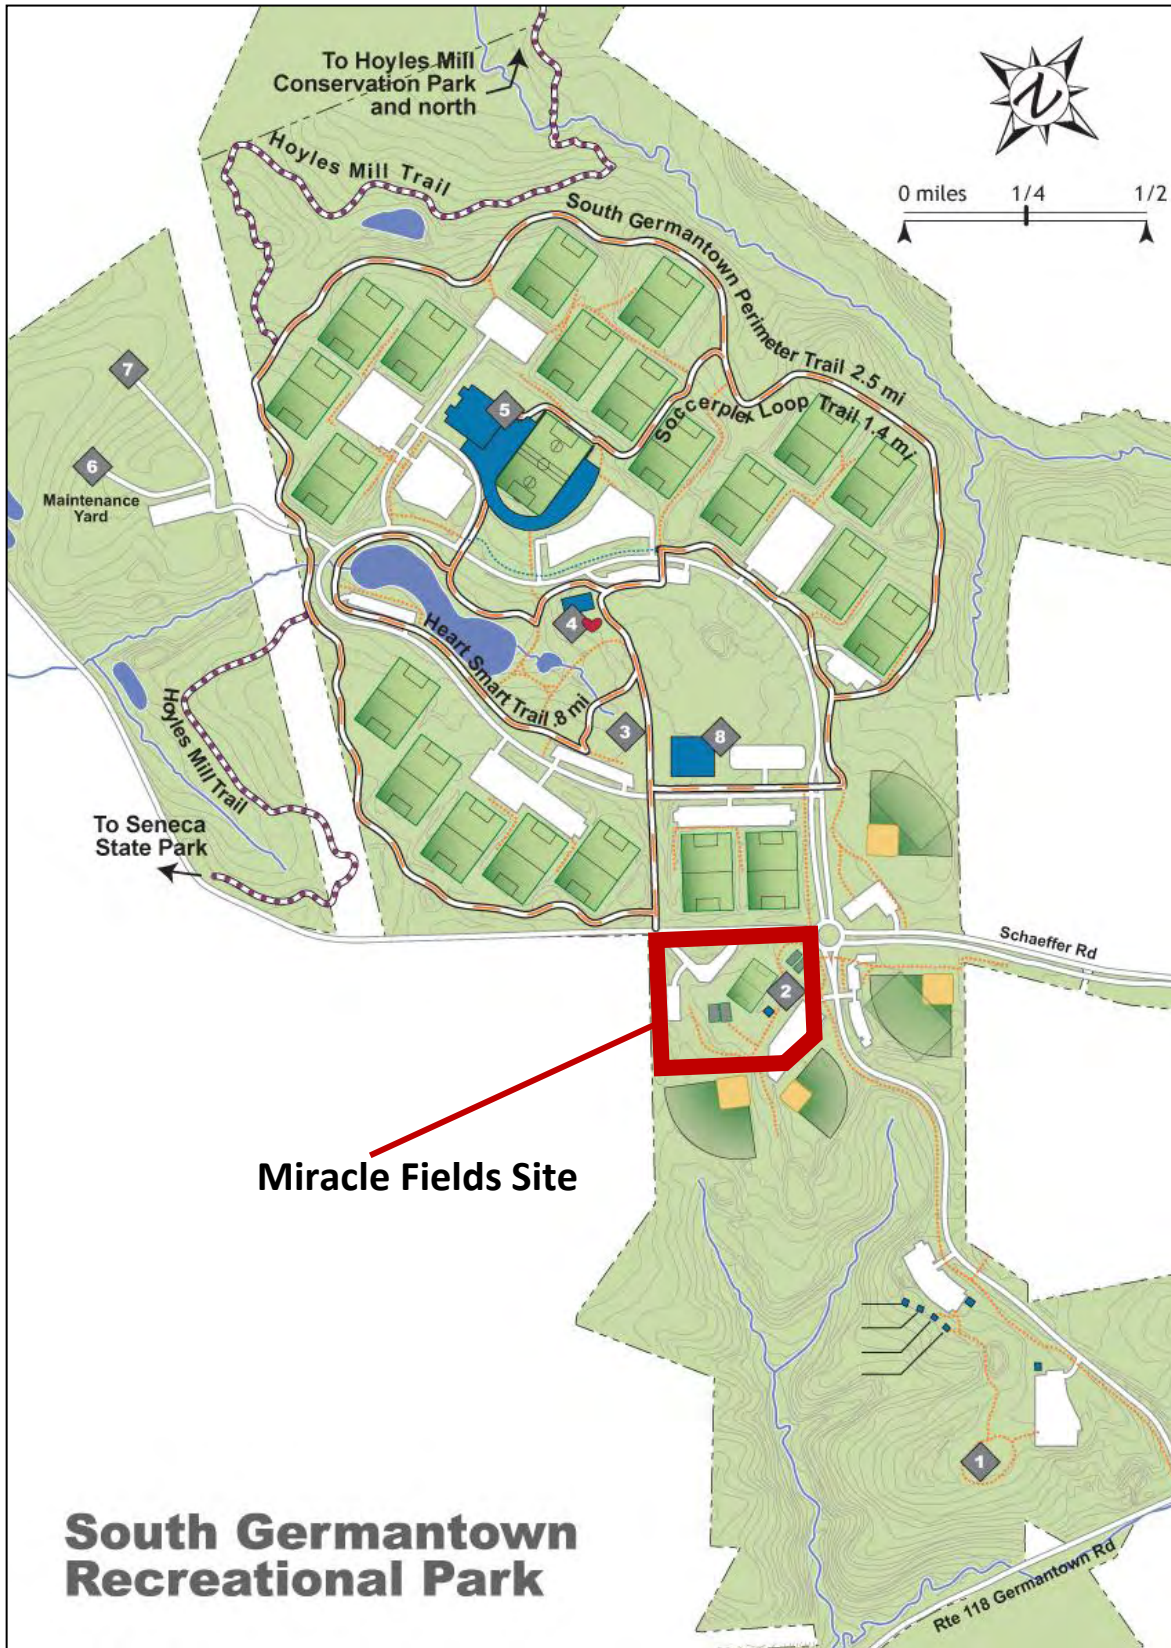 To Hoyles Mill
Conservation Park
and north
N
0 miles 1/4 1/2
Hoyles Mill Trail
South Germantown Perimeter Trail 2.5 mi
Soccerplex Loop Trail 1.4 mi
7
5
6
Maintenance
Yard
4
Heart Smart Trail .8 mi
3
8
Hoyles Mill Trail
To Seneca
State Park
Schaeffer Rd
2
Miracle Fields Site
1
South Germantown
Recreational Park
Rte 118 Germantown Rd